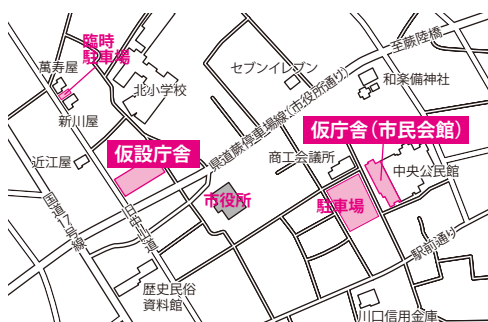 臨時
駐車場
萬寿屋
北小学校
セブンイレブン
至蕨陸橋
和楽備神社
新川屋
県道蕨停車場線（市役所通り）
仮庁舎（市民会館）
近江屋
仮設庁舎
商工会議所
中央公民館
国道17号線
旧中山道
市役所
駐車場
駅前通り
歴史民俗
資料館
川口信用金庫